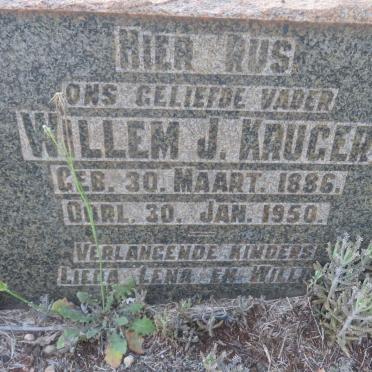 HIER RUS
ONS GELIEFDE VADER
WILLEM J. KRUGER
GEB. 30. MAART. 1886.
OORL. 30. JAN. 1950.
VERLANGENDE KINDERS
LENA EN